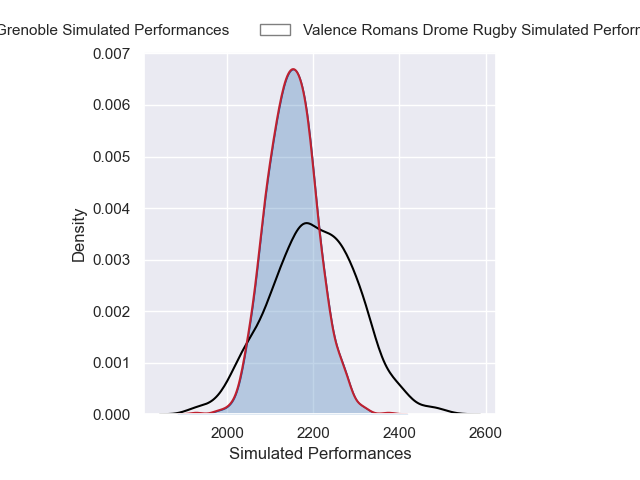 Grenoble Simulated Performances
Valence Romans Drome Rugby Simulated Perfor
0.007
0.006
0.005
0.004
0.003
0.002
0.001
0.000
Density
2000 2200 2400 2600
Simulated Performances